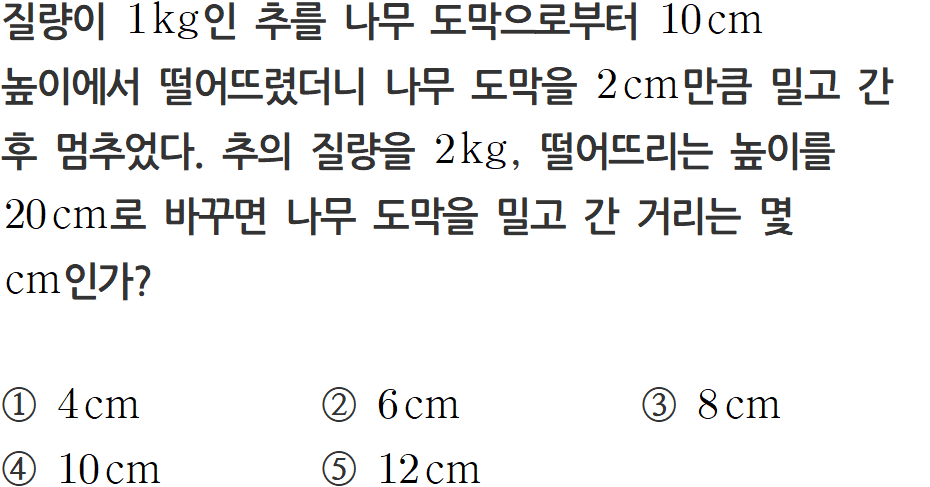 질량이 1kg인 추를 나무 도막으로부터 10cm
높이에서 떨어뜨렸더니 나무 도막을 2cm만큼 밀고 간
후 멈추었다. 추의 질량을 2kg, 떨어뜨리는 높이를
20cm로 바꾸면 나무 도막을 밀고 간 거리는 몇
cm인가?
① 4cm ② 6cm ③ 8cm
④ 10cm ⑤ 12cm